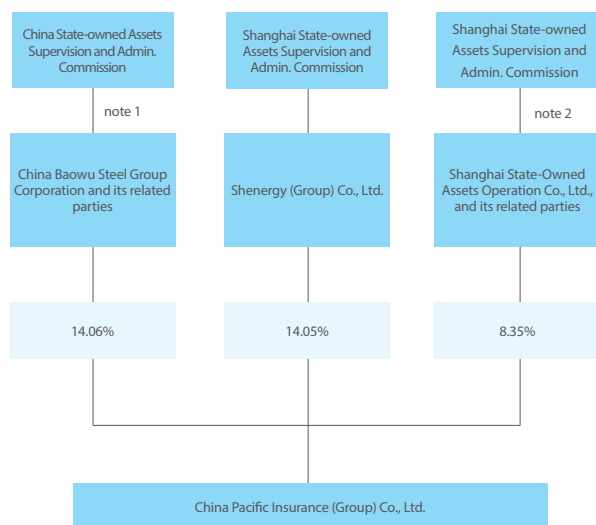 China State-owned Assets
Supervision and Admin.
Commission
Shanghai State-owned
Assets Supervision and
Admin. Commission
Shanghai State-owned
Assets Supervision and
Admin. Commission
note 1
note 2
China Baowu Steel Group
Corporation and its related
parties
Shenergy (Group) Co., Ltd.
Shanghai State-Owned
Assets Operation Co., Ltd.,
and its related parties
14.06%
14.05%
8.35%
China Pacific Insurance (Group) Co., Ltd.